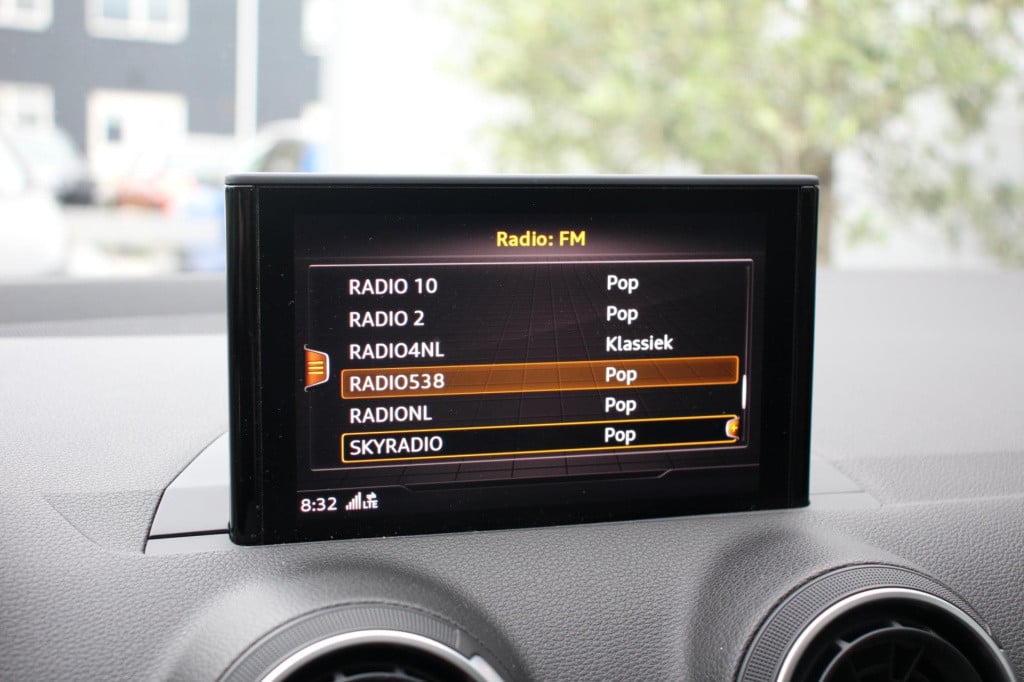 Radio: FM
RADIO 10 Pop
RADIO 2 Pop
RADIO4NL Klassiek
RADIO538 Pop
RADIONL Pop
SKYRADIO Pop
8:32 LTE